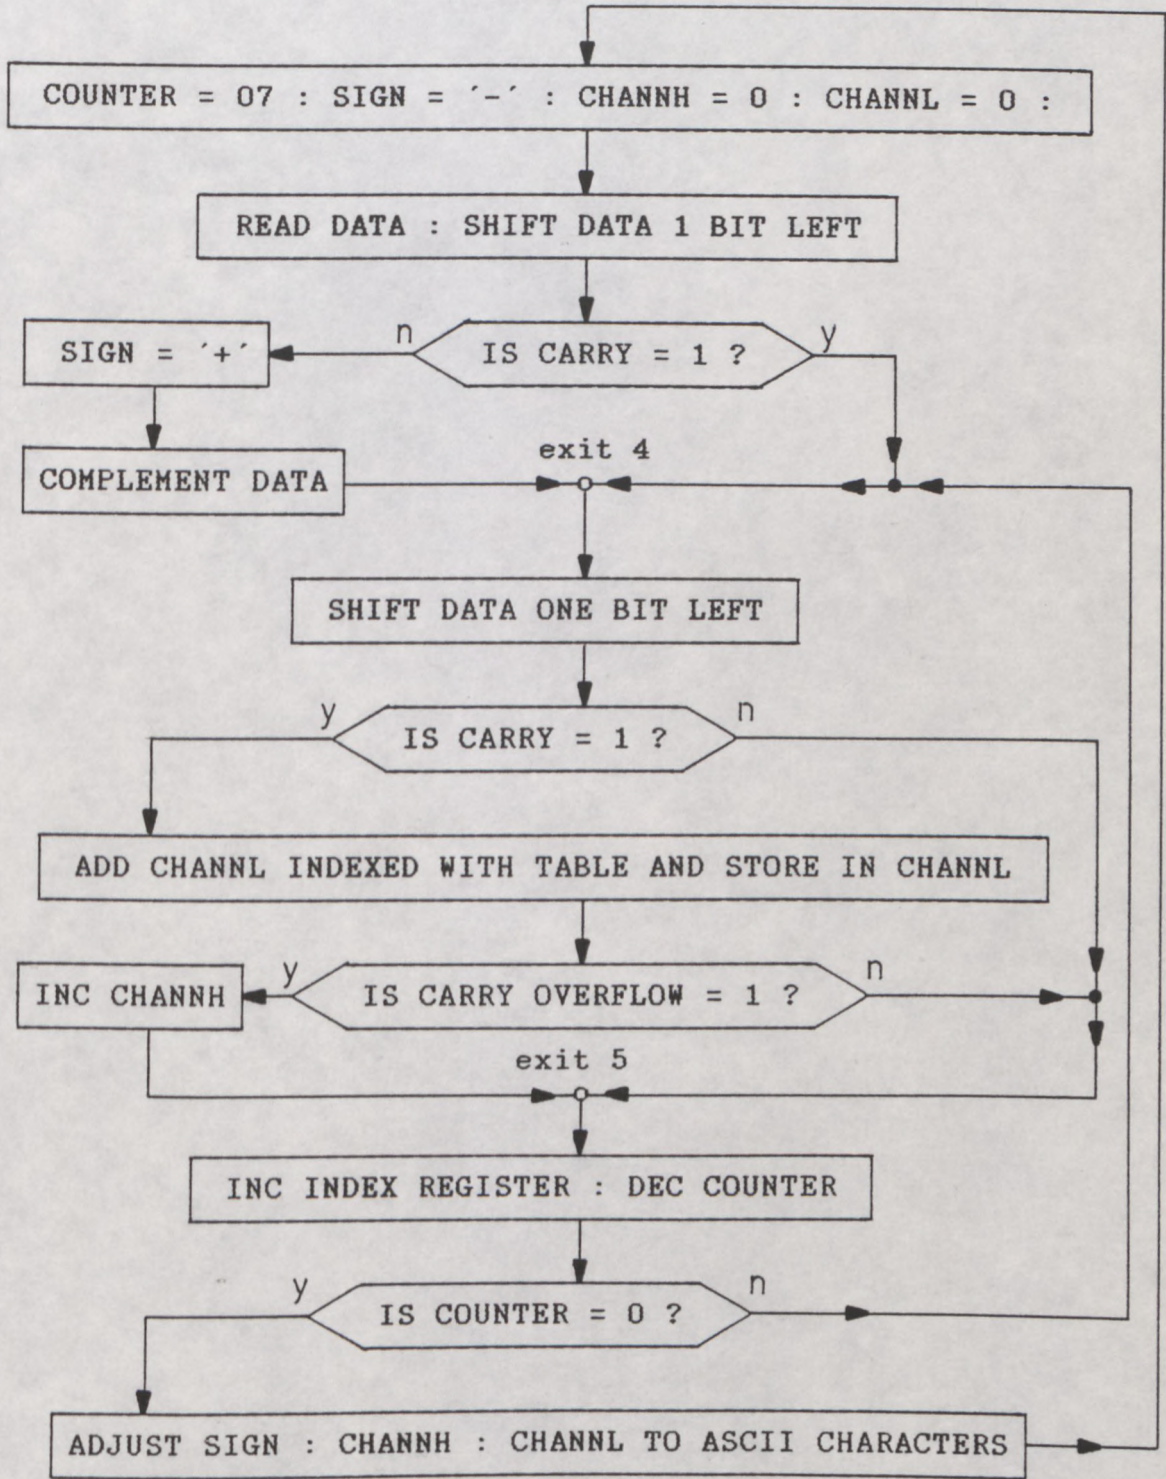 COUNTER = 07 : SIGN = ´-´ : CHANNH = 0 : CHANNL = 0 :
READ DATA : SHIFT DATA 1 BIT LEFT
n
IS CARRY = 1 ?
y
SIGN = ´+´
exit 4
COMPLEMENT DATA
SHIFT DATA ONE BIT LEFT
y
IS CARRY = 1 ?
n
ADD CHANNL INDEXED WITH TABLE AND STORE IN CHANNL
INC CHANNH
y
IS CARRY OVERFLOW = 1 ?
n
exit 5
INC INDEX REGISTER : DEC COUNTER
y
IS COUNTER = 0 ?
n
ADJUST SIGN : CHANNH : CHANNL TO ASCII CHARACTERS